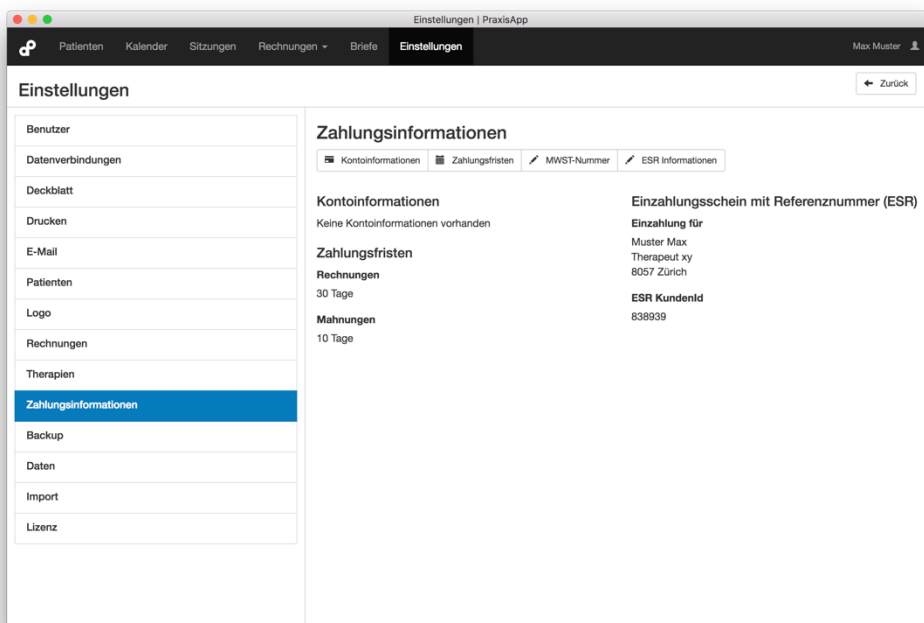 Einstellungen | PraxisApp
Patienten Kalender Sitzungen Rechnungen Briefe Einstellungen Max Muster
Einstellungen
Zurück
Benutzer
Datenverbindungen
Deckblatt
Drucken
E-Mail
Patienten
Logo
Rechnungen
Therapien
Zahlungsinformationen
Backup
Daten
Import
Lizenz
Zahlungsinformationen
Kontoinformationen Zahlungsfristen MWST-Nummer ESR Informationen
Kontoinformationen
Keine Kontoinformationen vorhanden
Zahlungsfristen
Rechnungen
30 Tage
Mahnungen
10 Tage
Einzahlungsschein mit Referenznummer (ESR)
Einzahlung für
Muster Max
Therapeut xy
8057 Zürich
ESR KundenId
838939